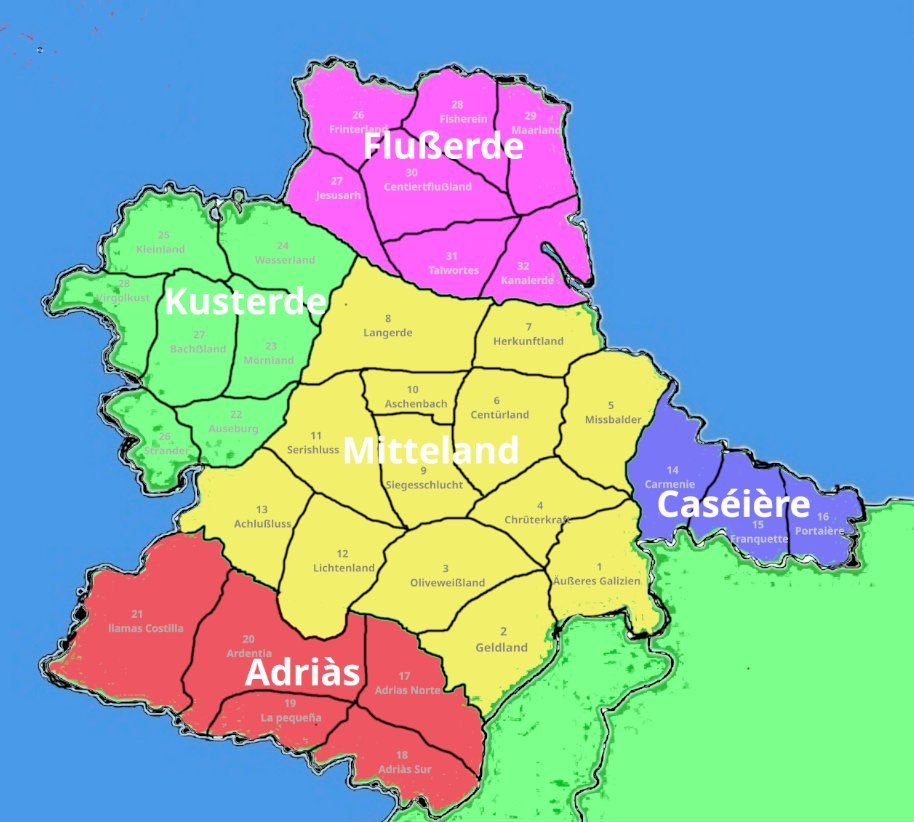 28
Fisherein
26
Frinterland
29
Maarland
Flußerde
30
Centiertflußland
27
Jesusarh
31
Talwortes
32
Kanalerde
25
Kleinland
24
Wasserland
28
Virgolkust
Kusterde
27
Bachßland
23
Mörnland
22
Auseburg
26
Strander
8
Langerde
7
Herkunftland
10
Aschenbach
6
Centürland
5
Missbalder
11
Serishluss
Mitteland
9
Siegesschlucht
14
Carmenie
Caséière
15
Franquette
16
Portaière
13
Achlußluss
4
Chrüterkraft
12
Lichtenland
3
Oliveweißland
1
Äußeres Galizien
2
Geldland
21
llamas Costilla
20
Ardentia
Adriàs
17
Adrias Norte
19
La pequeña
18
Adriàs Sur